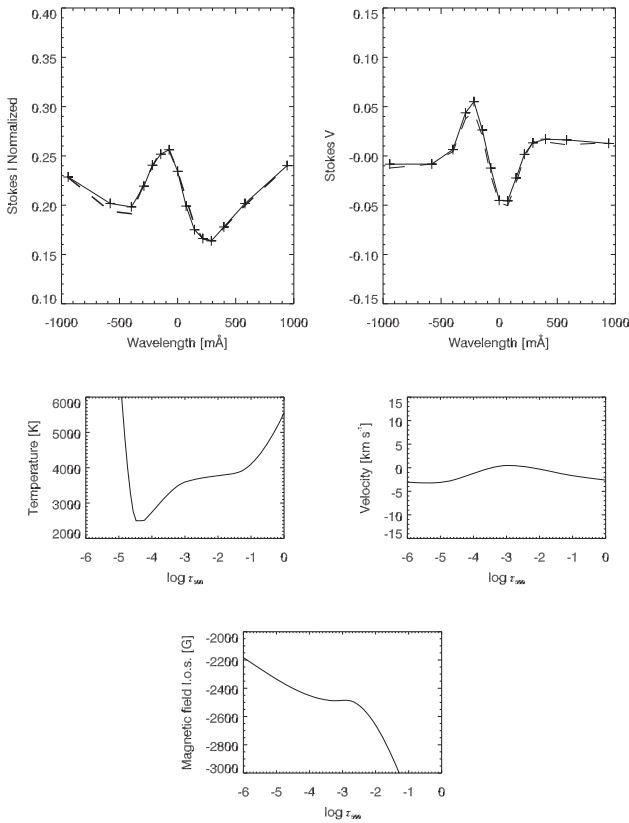 0.40
0.35
0.30
0.25
0.20
0.15
0.10
Stokes I Normalized
-1000 -500 0 500 1000
Wavelength [mÅ]
0.15
0.10
0.05
-0.00
-0.05
-0.10
-0.15
Stokes V
-1000 -500 0 500 1000
Wavelength [mÅ]
6000
5000
4000
3000
2000
Temperature [K]
-6 -5 -4 -3 -2 -1 0
log τ
15
10
5
0
-5
-10
-15
Velocity [km s⁻¹]
-6 -5 -4 -3 -2 -1 0
log τ
-2000
-2200
-2400
-2600
-2800
-3000
Magnetic field l.o.s. [G]
-6 -5 -4 -3 -2 -1 0
log τ